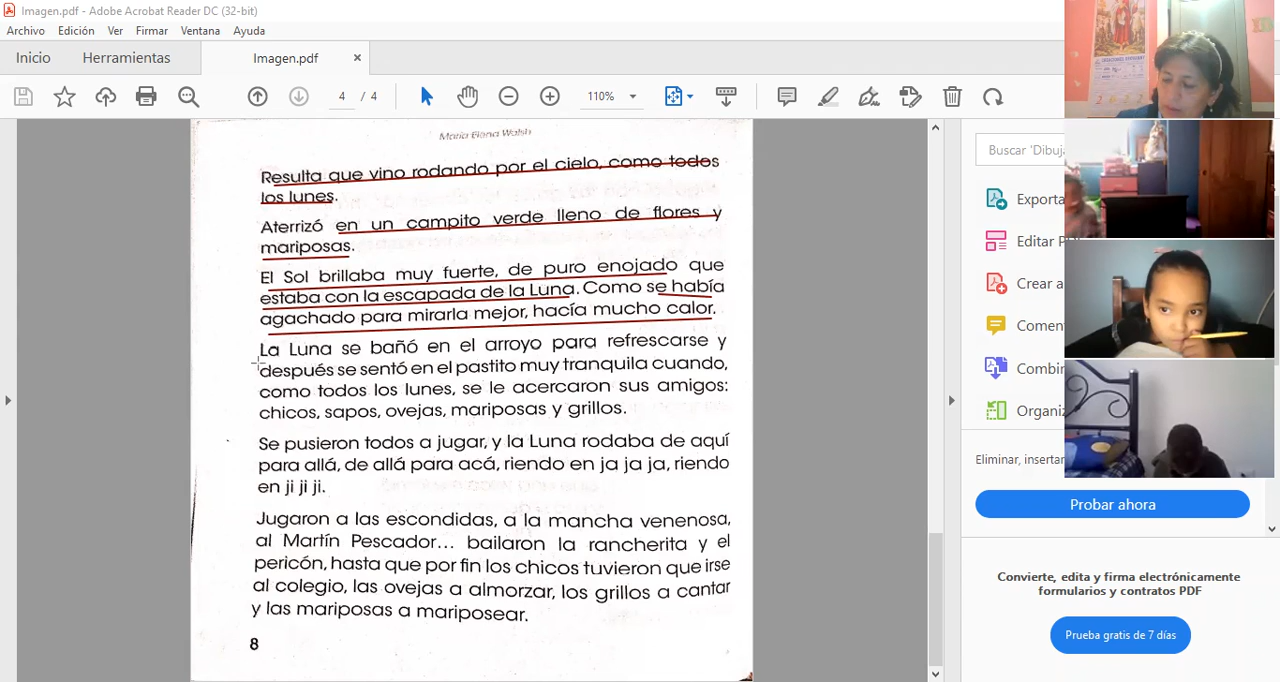 Imagen.pdf - Adobe Acrobat Reader DC (32-bit)
Archivo Edición Ver Firmar Ventana Ayuda
Inicio Herramientas Imagen.pdf ×
4 / 4 110%
María Elena Walsh
Resulta que vino rodando por el cielo, como todos
los lunes.
Aterrizó en un campito verde lleno de flores y
mariposas.
El Sol brillaba muy fuerte, de puro enojado que
estaba con la escapada de la Luna. Como se había
agachado para mirarla mejor, hacía mucho calor.
La Luna se bañó en el arroyo para refrescarse y
después se sentó en el pastito muy tranquila cuando,
como todos los lunes, se le acercaron sus amigos:
chicos, sapos, ovejas, mariposas y grillos.
Se pusieron todos a jugar, y la Luna rodaba de aquí
para allá, de allá para acá, riendo en ja ja ja, riendo
en ji ji ji.
Jugaron a las escondidas, a la mancha venenosa,
al Martín Pescador... bailaron la rancherita y el
pericón, hasta que por fin los chicos tuvieron que irse
al colegio, las ovejas a almorzar, los grillos a cantar
y las mariposas a mariposear.
8
Buscar 'Dibuj
Exporta
Editar P
Crear a
Comen
Combin
Organiz
Eliminar, insertar
Probar ahora
Convierte, edita y firma electrónicamente
formularios y contratos PDF
Prueba gratis de 7 días